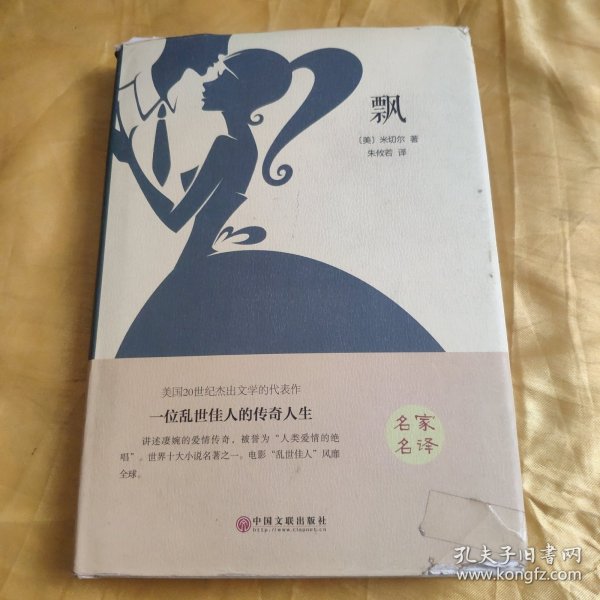 飘
〔美〕米切尔 著
朱攸若 译
美国20世纪杰出文学的代表作
一位乱世佳人的传奇人生
讲述凄婉的爱情传奇，被誉为“人类爱情的绝
唱”。世界十大小说名著之一。电影“乱世佳人”风靡
全球。
名家
名译
中国文联出版社
http://www.clapnet.cn
孔夫子旧书网
www.kongfz.com